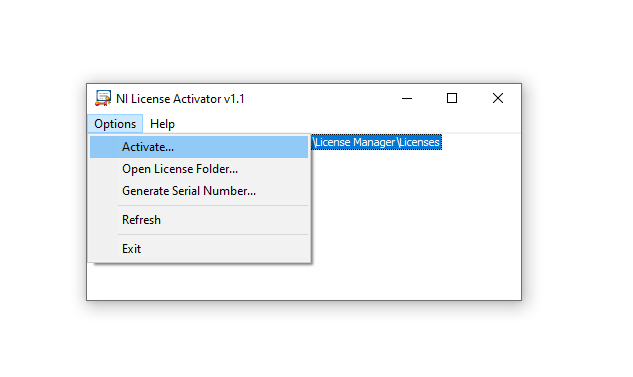 NI License Activator v1.1
Options Help
\License Manager\Licenses
Activate...
Open License Folder...
Generate Serial Number...
Refresh
Exit